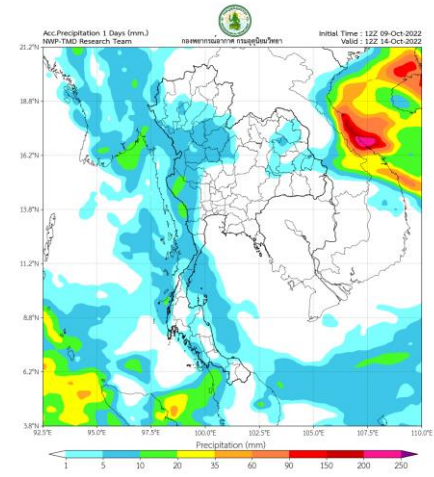 Acc.Precipitation 1 Days (mm.)
NWP-TMD Research Team
กองพยากรณ์อากาศ กรมอุตุนิยมวิทยา
Initial Time : 12Z 09-Oct-2022
Valid : 12Z 14-Oct-2022
21.2°N
18.8°N
16.2°N
13.8°N
11.2°N
8.8°N
6.2°N
3.8°N
92.5°E 95.0°E 97.5°E 100.0°E 102.5°E 105.0°E 107.5°E 110.0°E
Precipitation (mm)
1 5 10 20 35 60 90 150 200 250